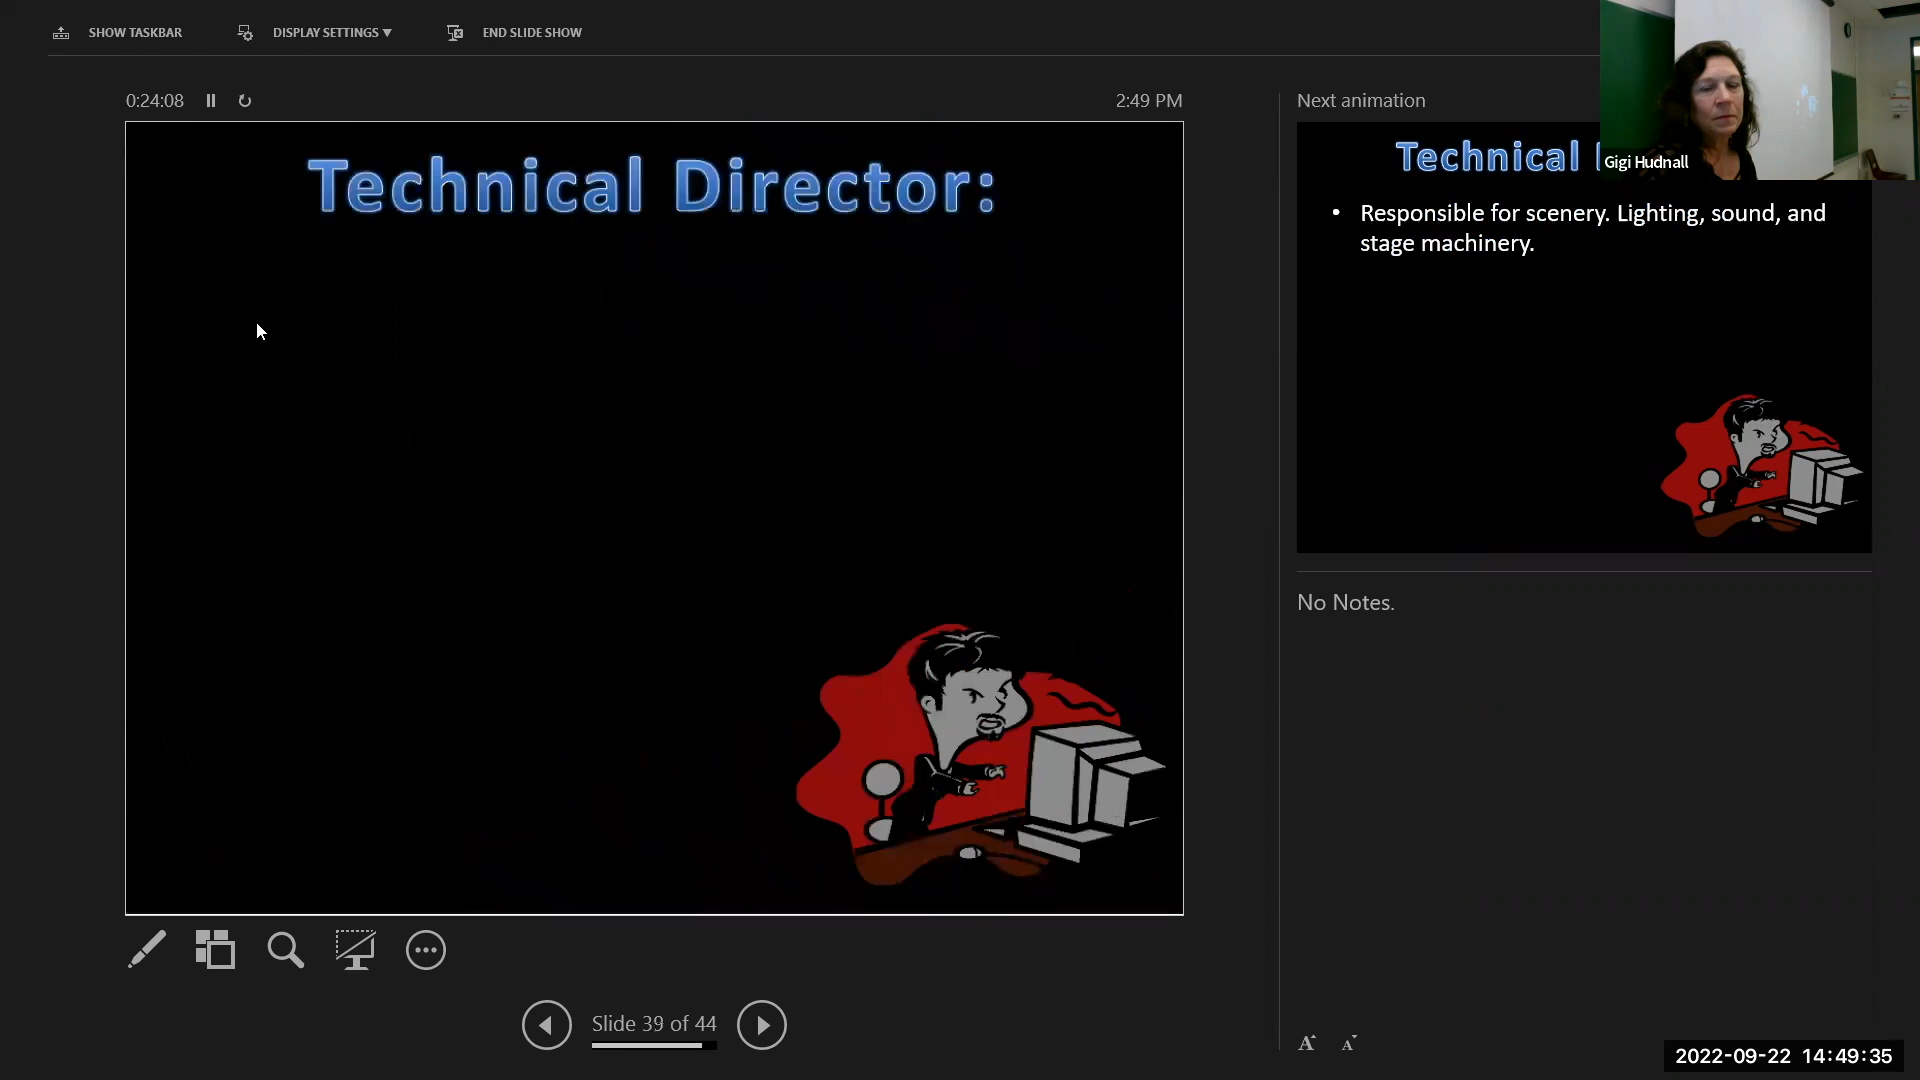 SHOW TASKBAR
DISPLAY SETTINGS ▼
END SLIDE SHOW
0:24:08
2:49 PM
Technical Director:
Next animation
Technical
Gigi Hudnall
• Responsible for scenery. Lighting, sound, and
stage machinery.
No Notes.
Slide 39 of 44
A A
2022-09-22 14:49:35